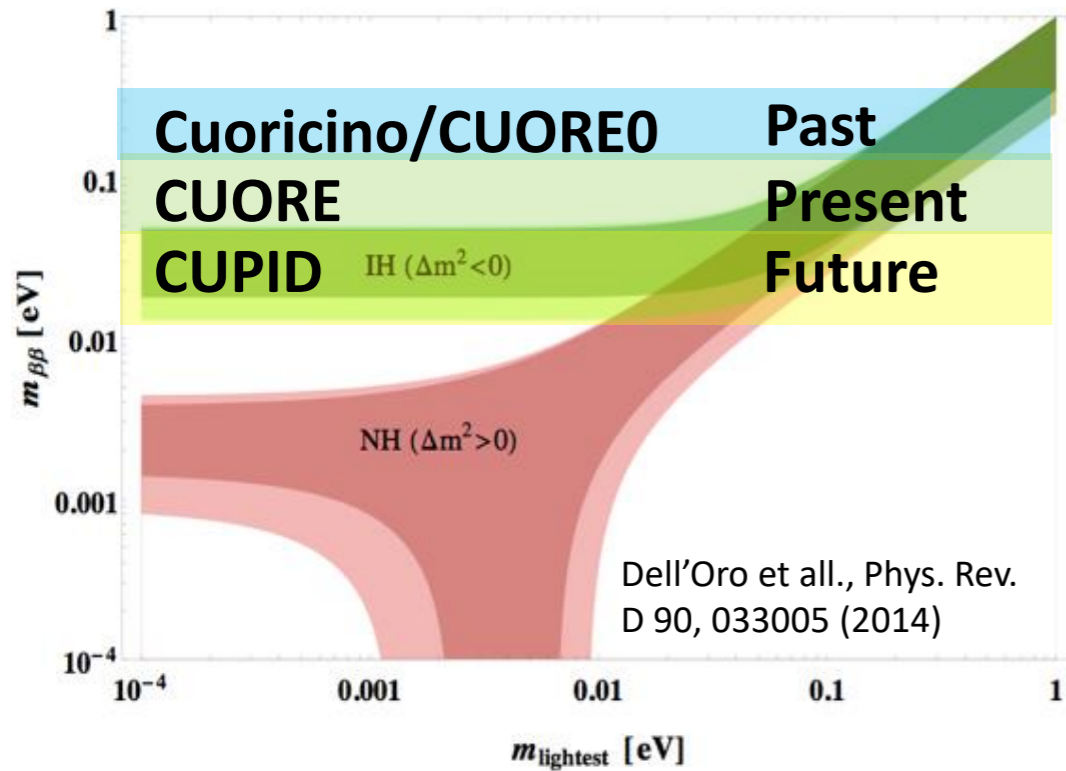 1
Cuoricino/CUORE0 Past
0.1
CUORE Present
CUPID IH (Δm²<0) Future
0.01
m_ββ [eV]
NH (Δm²>0)
0.001
Dell'Oro et all., Phys. Rev.
D 90, 033005 (2014)
10⁻⁴
10⁻⁴ 0.001 0.01 0.1 1
m_lightest [eV]